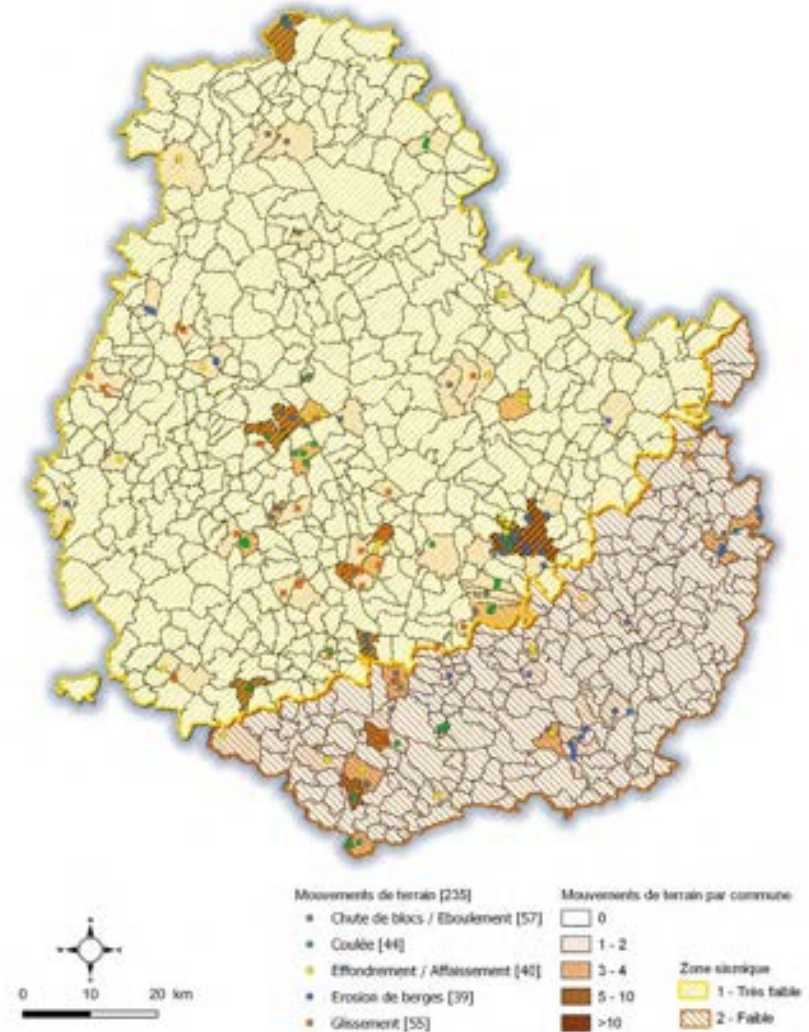 Mouvements de terrain [235]
Chute de blocs / Eboulement [57]
Coulée [44]
Effondrement / Affaissement [40]
Erosion de berges [39]
Glissement [55]
Mouvements de terrain par commune
0
1 - 2
3 - 4
5 - 10
>10
Zone sismique
1 - Très faible
2 - Faible
0 10 20 km